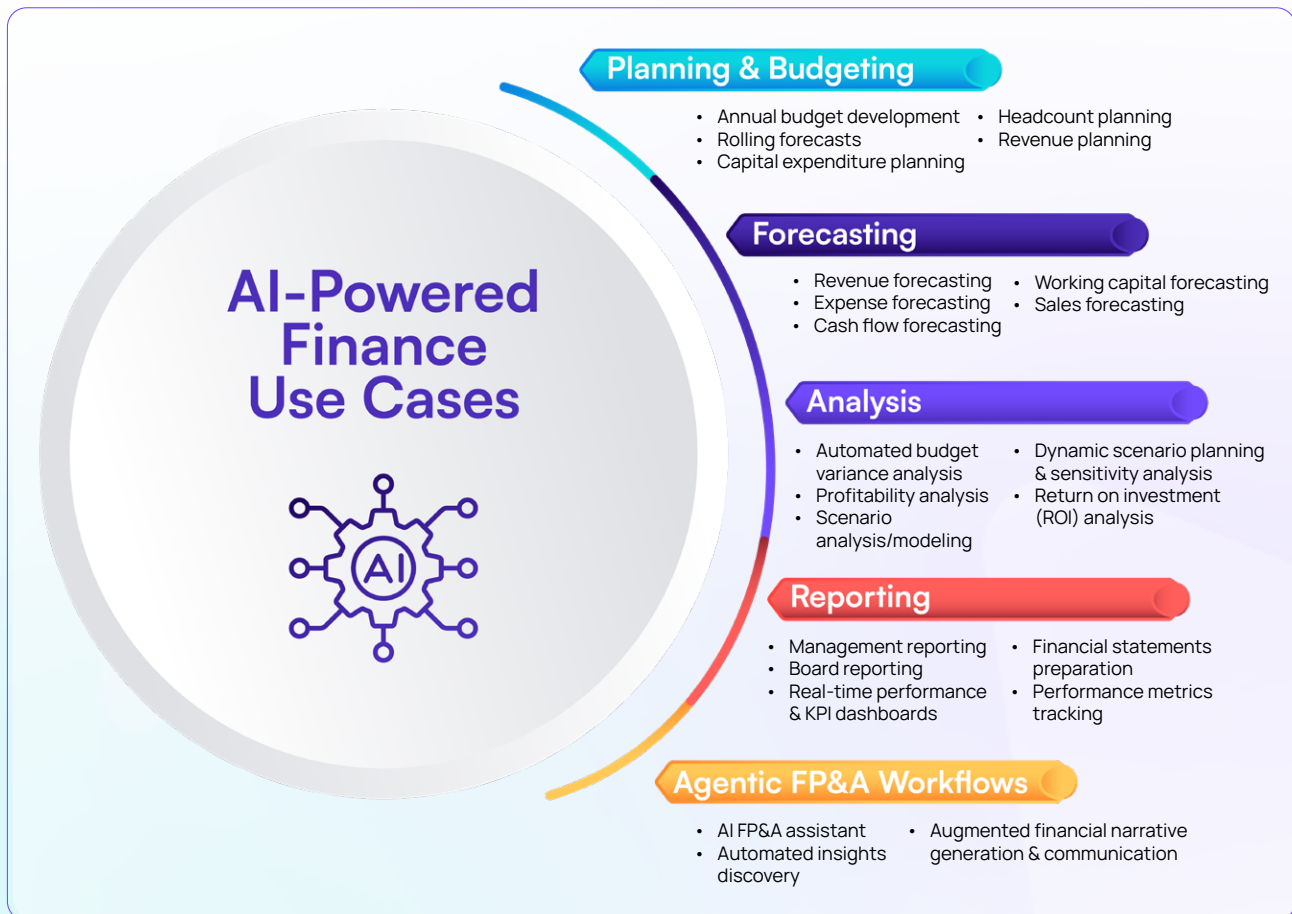 AI-Powered
Finance
Use Cases
AI
Planning & Budgeting
• Annual budget development
• Rolling forecasts
• Capital expenditure planning
• Headcount planning
• Revenue planning
Forecasting
• Revenue forecasting
• Expense forecasting
• Cash flow forecasting
• Working capital forecasting
• Sales forecasting
Analysis
• Automated budget
variance analysis
• Profitability analysis
• Scenario
analysis/modeling
• Dynamic scenario planning
& sensitivity analysis
• Return on investment
(ROI) analysis
Reporting
• Management reporting
• Board reporting
• Real-time performance
& KPI dashboards
• Financial statements
preparation
• Performance metrics
tracking
Agentic FP&A Workflows
• AI FP&A assistant
• Automated insights
discovery
• Augmented financial narrative
generation & communication